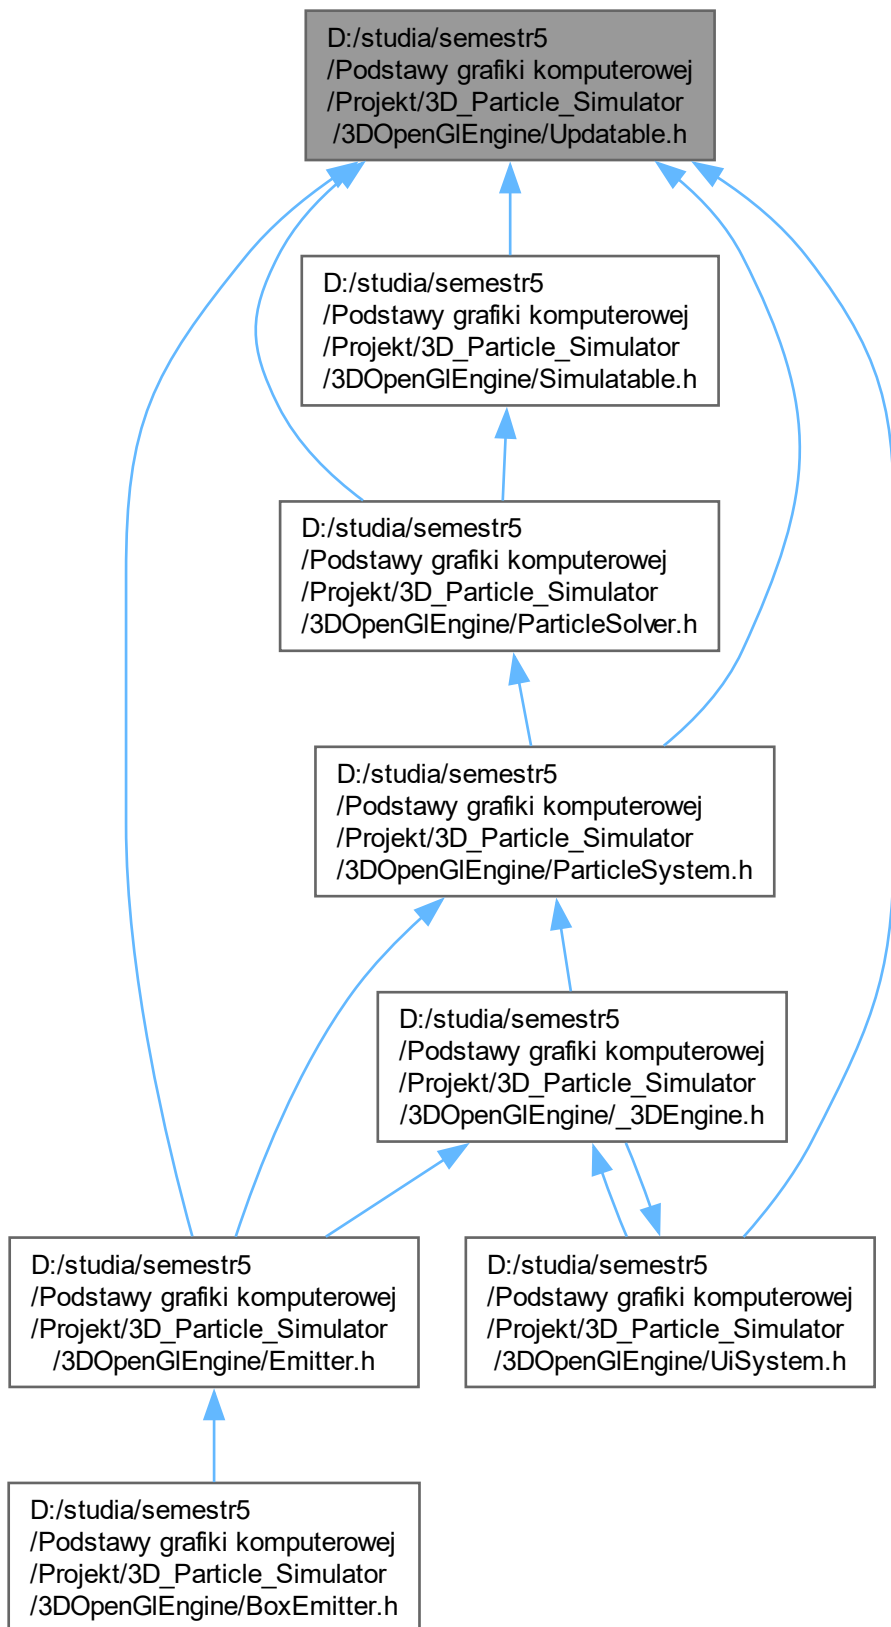 D:/studia/semestr5
/Podstawy grafiki komputerowej
/Projekt/3D_Particle_Simulator
/3DOpenGlEngine/Updatable.h
D:/studia/semestr5
/Podstawy grafiki komputerowej
/Projekt/3D_Particle_Simulator
/3DOpenGlEngine/Simulatable.h
D:/studia/semestr5
/Podstawy grafiki komputerowej
/Projekt/3D_Particle_Simulator
/3DOpenGlEngine/ParticleSolver.h
D:/studia/semestr5
/Podstawy grafiki komputerowej
/Projekt/3D_Particle_Simulator
/3DOpenGlEngine/ParticleSystem.h
D:/studia/semestr5
/Podstawy grafiki komputerowej
/Projekt/3D_Particle_Simulator
/3DOpenGlEngine/_3DEngine.h
D:/studia/semestr5
/Podstawy grafiki komputerowej
/Projekt/3D_Particle_Simulator
/3DOpenGlEngine/Emitter.h
D:/studia/semestr5
/Podstawy grafiki komputerowej
/Projekt/3D_Particle_Simulator
/3DOpenGlEngine/UiSystem.h
D:/studia/semestr5
/Podstawy grafiki komputerowej
/Projekt/3D_Particle_Simulator
/3DOpenGlEngine/BoxEmitter.h